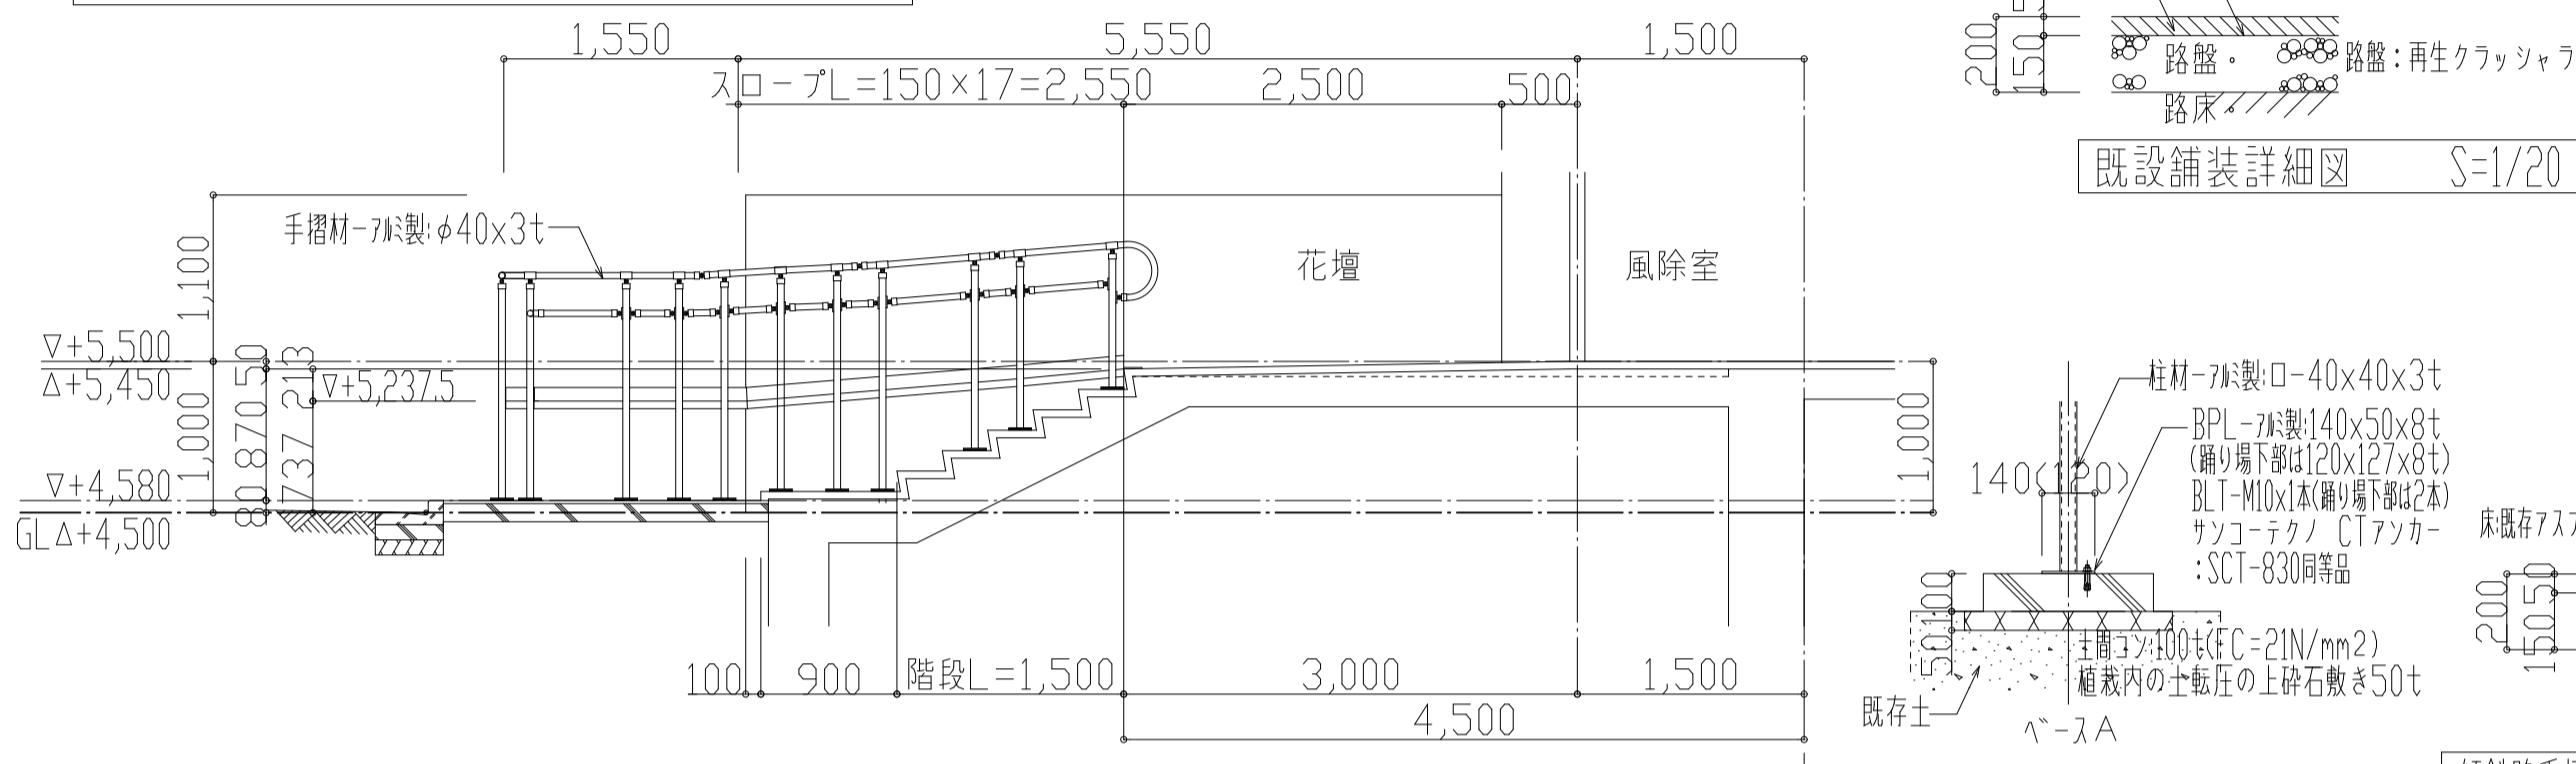 1,550
5,550
1,500
スロープL=150×17=2,550
2,500
500
手摺材-アルミ製:φ40x3t
花壇
風除室
1,100
∇+5,500
Δ+5,450
∇+5,237.5
1,000
50
870
80
213
737
∇+4,580
GLΔ+4,500
1,000
100
900
階段L=1,500
3,000
1,500
4,500
200
150
路盤
路盤:再生クラッシャラ
路床
既設舗装詳細図 S=1/20
柱材-アルミ製:ロ-40x40x3t
BPL-アルミ製:140x50x8t
(踊り場下部は120x127x8t)
140(120)
BLT-M10x1本(踊り場下部は2本)
サンコーテクノ CTアンカー
:SCT-830同等品
100
50
土間コン:100t(FC=21N/mm2)
植栽内の土転圧の上砕石敷き50t
既存土
ベースA
床:既存アスフ
200
50
150